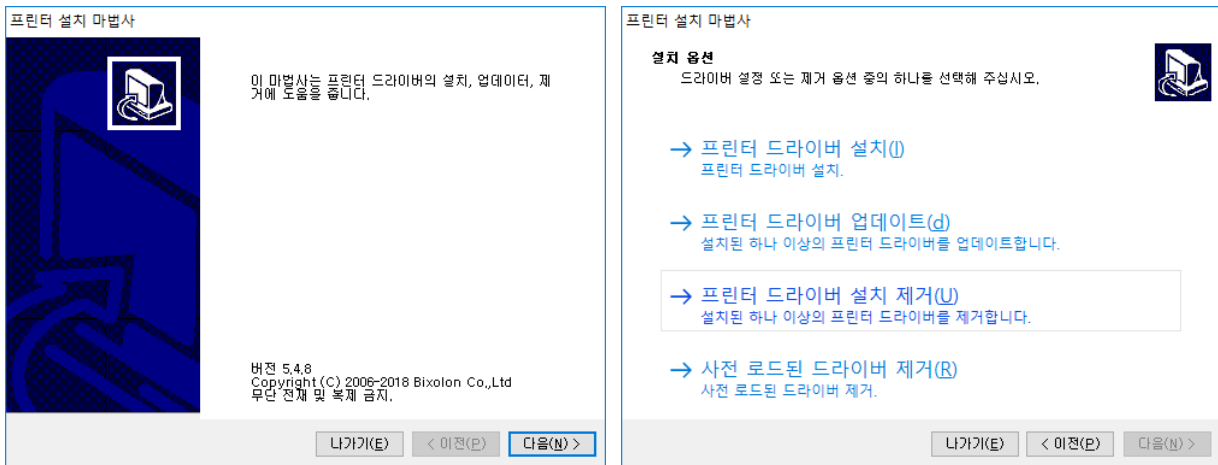 프린터 설치 마법사
이 마법사는 프린터 드라이버의 설치, 업데이터, 제
거에 도움을 줍니다.
버전 5.4.8
Copyright (C) 2006-2018 Bixolon Co.,Ltd
무단 전재 및 복제 금지.
나가기(E)
< 이전(P)
다음(N) >
프린터 설치 마법사
설치 옵션
드라이버 설정 또는 제거 옵션 중의 하나를 선택해 주십시오.
→ 프린터 드라이버 설치(I)
프린터 드라이버 설치.
→ 프린터 드라이버 업데이트(d)
설치된 하나 이상의 프린터 드라이버를 업데이트합니다.
→ 프린터 드라이버 설치 제거(U)
설치된 하나 이상의 프린터 드라이버를 제거합니다.
→ 사전 로드된 드라이버 제거(R)
사전 로드된 드라이버 제거.
나가기(E)
< 이전(P)
다음(N) >